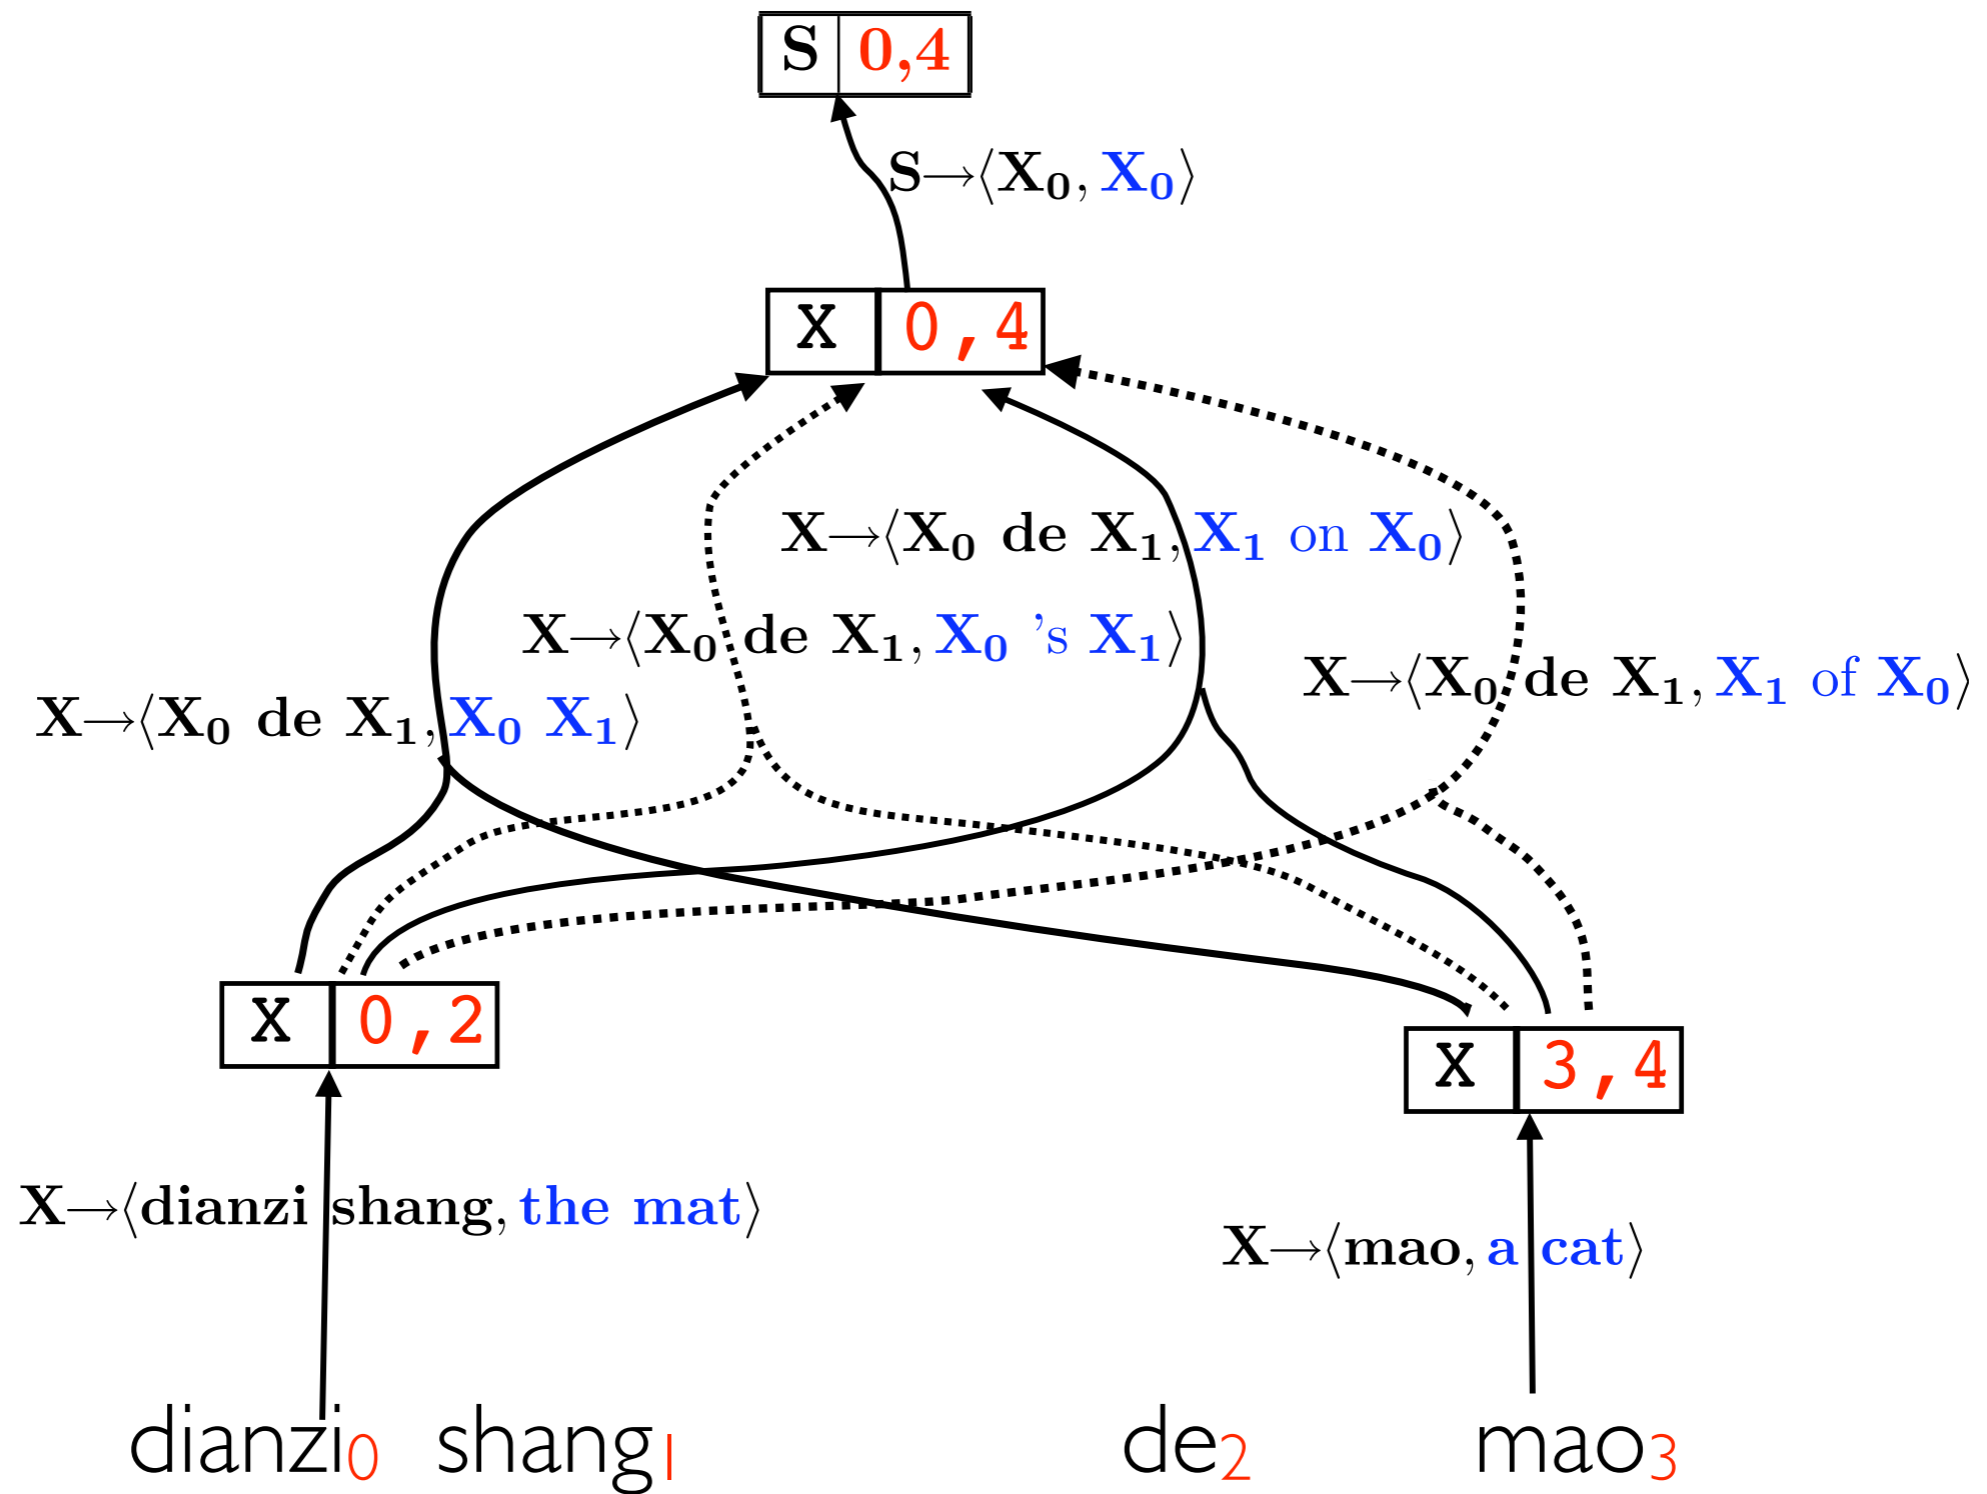 S 0,4
S→⟨X₀, X₀⟩
X 0,4
X→⟨X₀ de X₁, X₁ on X₀⟩
X→⟨X₀ de X₁, X₀ 's X₁⟩
X→⟨X₀ de X₁, X₁ of X₀⟩
X→⟨X₀ de X₁, X₀ X₁⟩
X 0,2
X 3,4
X→⟨dianzi shang, the mat⟩
X→⟨mao, a cat⟩
dianzi₀ shang₁ de₂ mao₃